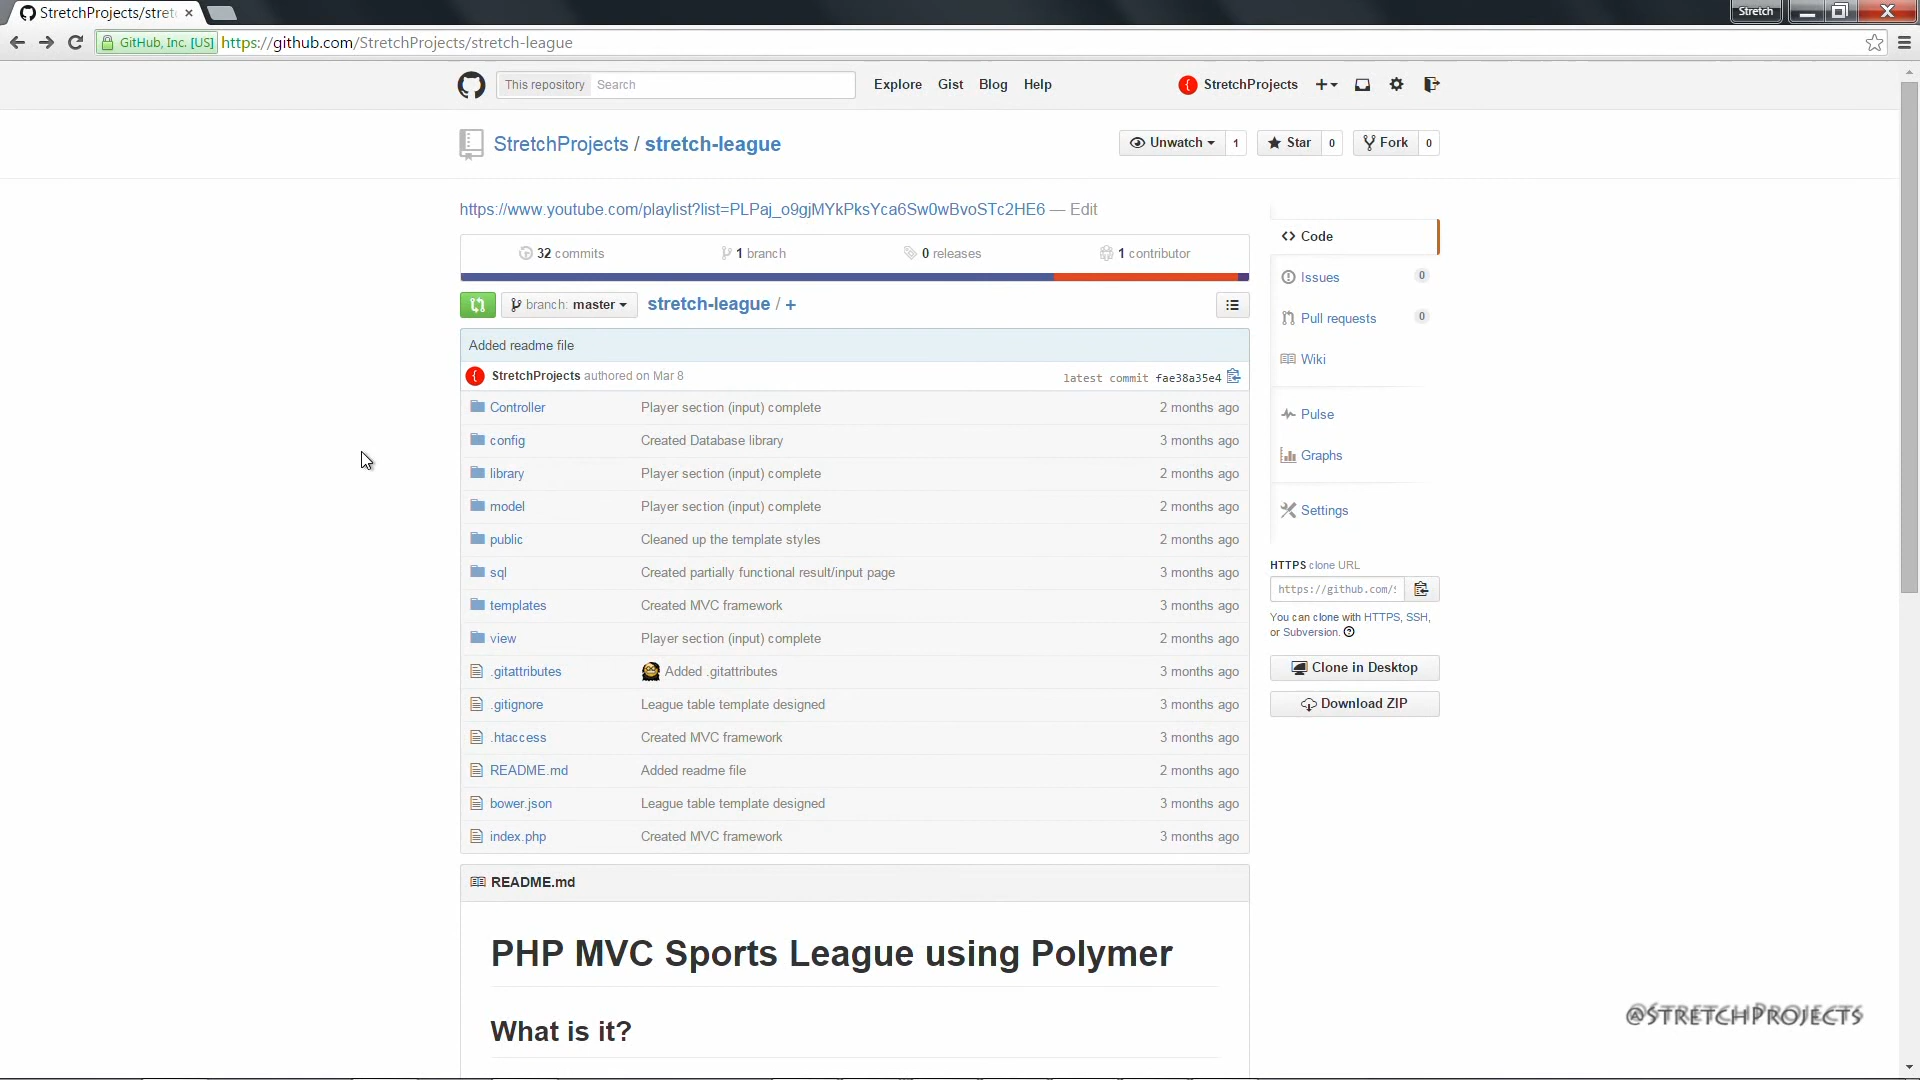 StretchProjects/stret
Stretch
GitHub, Inc. [US] https://github.com/StretchProjects/stretch-league
This repository Search Explore Gist Blog Help StretchProjects
StretchProjects / stretch-league Unwatch 1 Star 0 Fork 0
https://www.youtube.com/playlist?list=PLPaj_o9gjMYkPksYca6Sw0wBvoSTc2HE6 — Edit
32 commits 1 branch 0 releases 1 contributor
branch: master stretch-league / +
Added readme file
StretchProjects authored on Mar 8 latest commit fae38a35e4
Controller Player section (input) complete 2 months ago
config Created Database library 3 months ago
library Player section (input) complete 2 months ago
model Player section (input) complete 2 months ago
public Cleaned up the template styles 2 months ago
sql Created partially functional result/input page 3 months ago
templates Created MVC framework 3 months ago
view Player section (input) complete 2 months ago
.gitattributes Added .gitattributes 3 months ago
.gitignore League table template designed 3 months ago
.htaccess Created MVC framework 3 months ago
README.md Added readme file 2 months ago
bower.json League table template designed 3 months ago
index.php Created MVC framework 3 months ago
Code
Issues 0
Pull requests 0
Wiki
Pulse
Graphs
Settings
HTTPS clone URL
https://github.com/
You can clone with HTTPS, SSH,
or Subversion.
Clone in Desktop
Download ZIP
README.md
PHP MVC Sports League using Polymer
What is it?
@StretchProjects